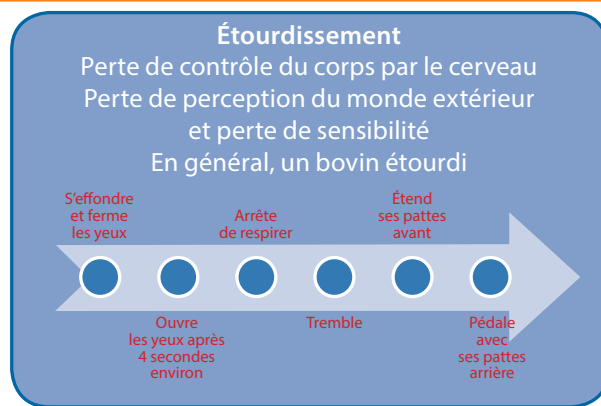 Étourdissement
Perte de contrôle du corps par le cerveau
Perte de perception du monde extérieur
et perte de sensibilité
En général, un bovin étourdi
S'effondre
et ferme
les yeux
Ouvre
les yeux après
4 secondes
environ
Arrête
de respirer
Tremble
Étend
ses pattes
avant
Pédale
avec
ses pattes
arrière